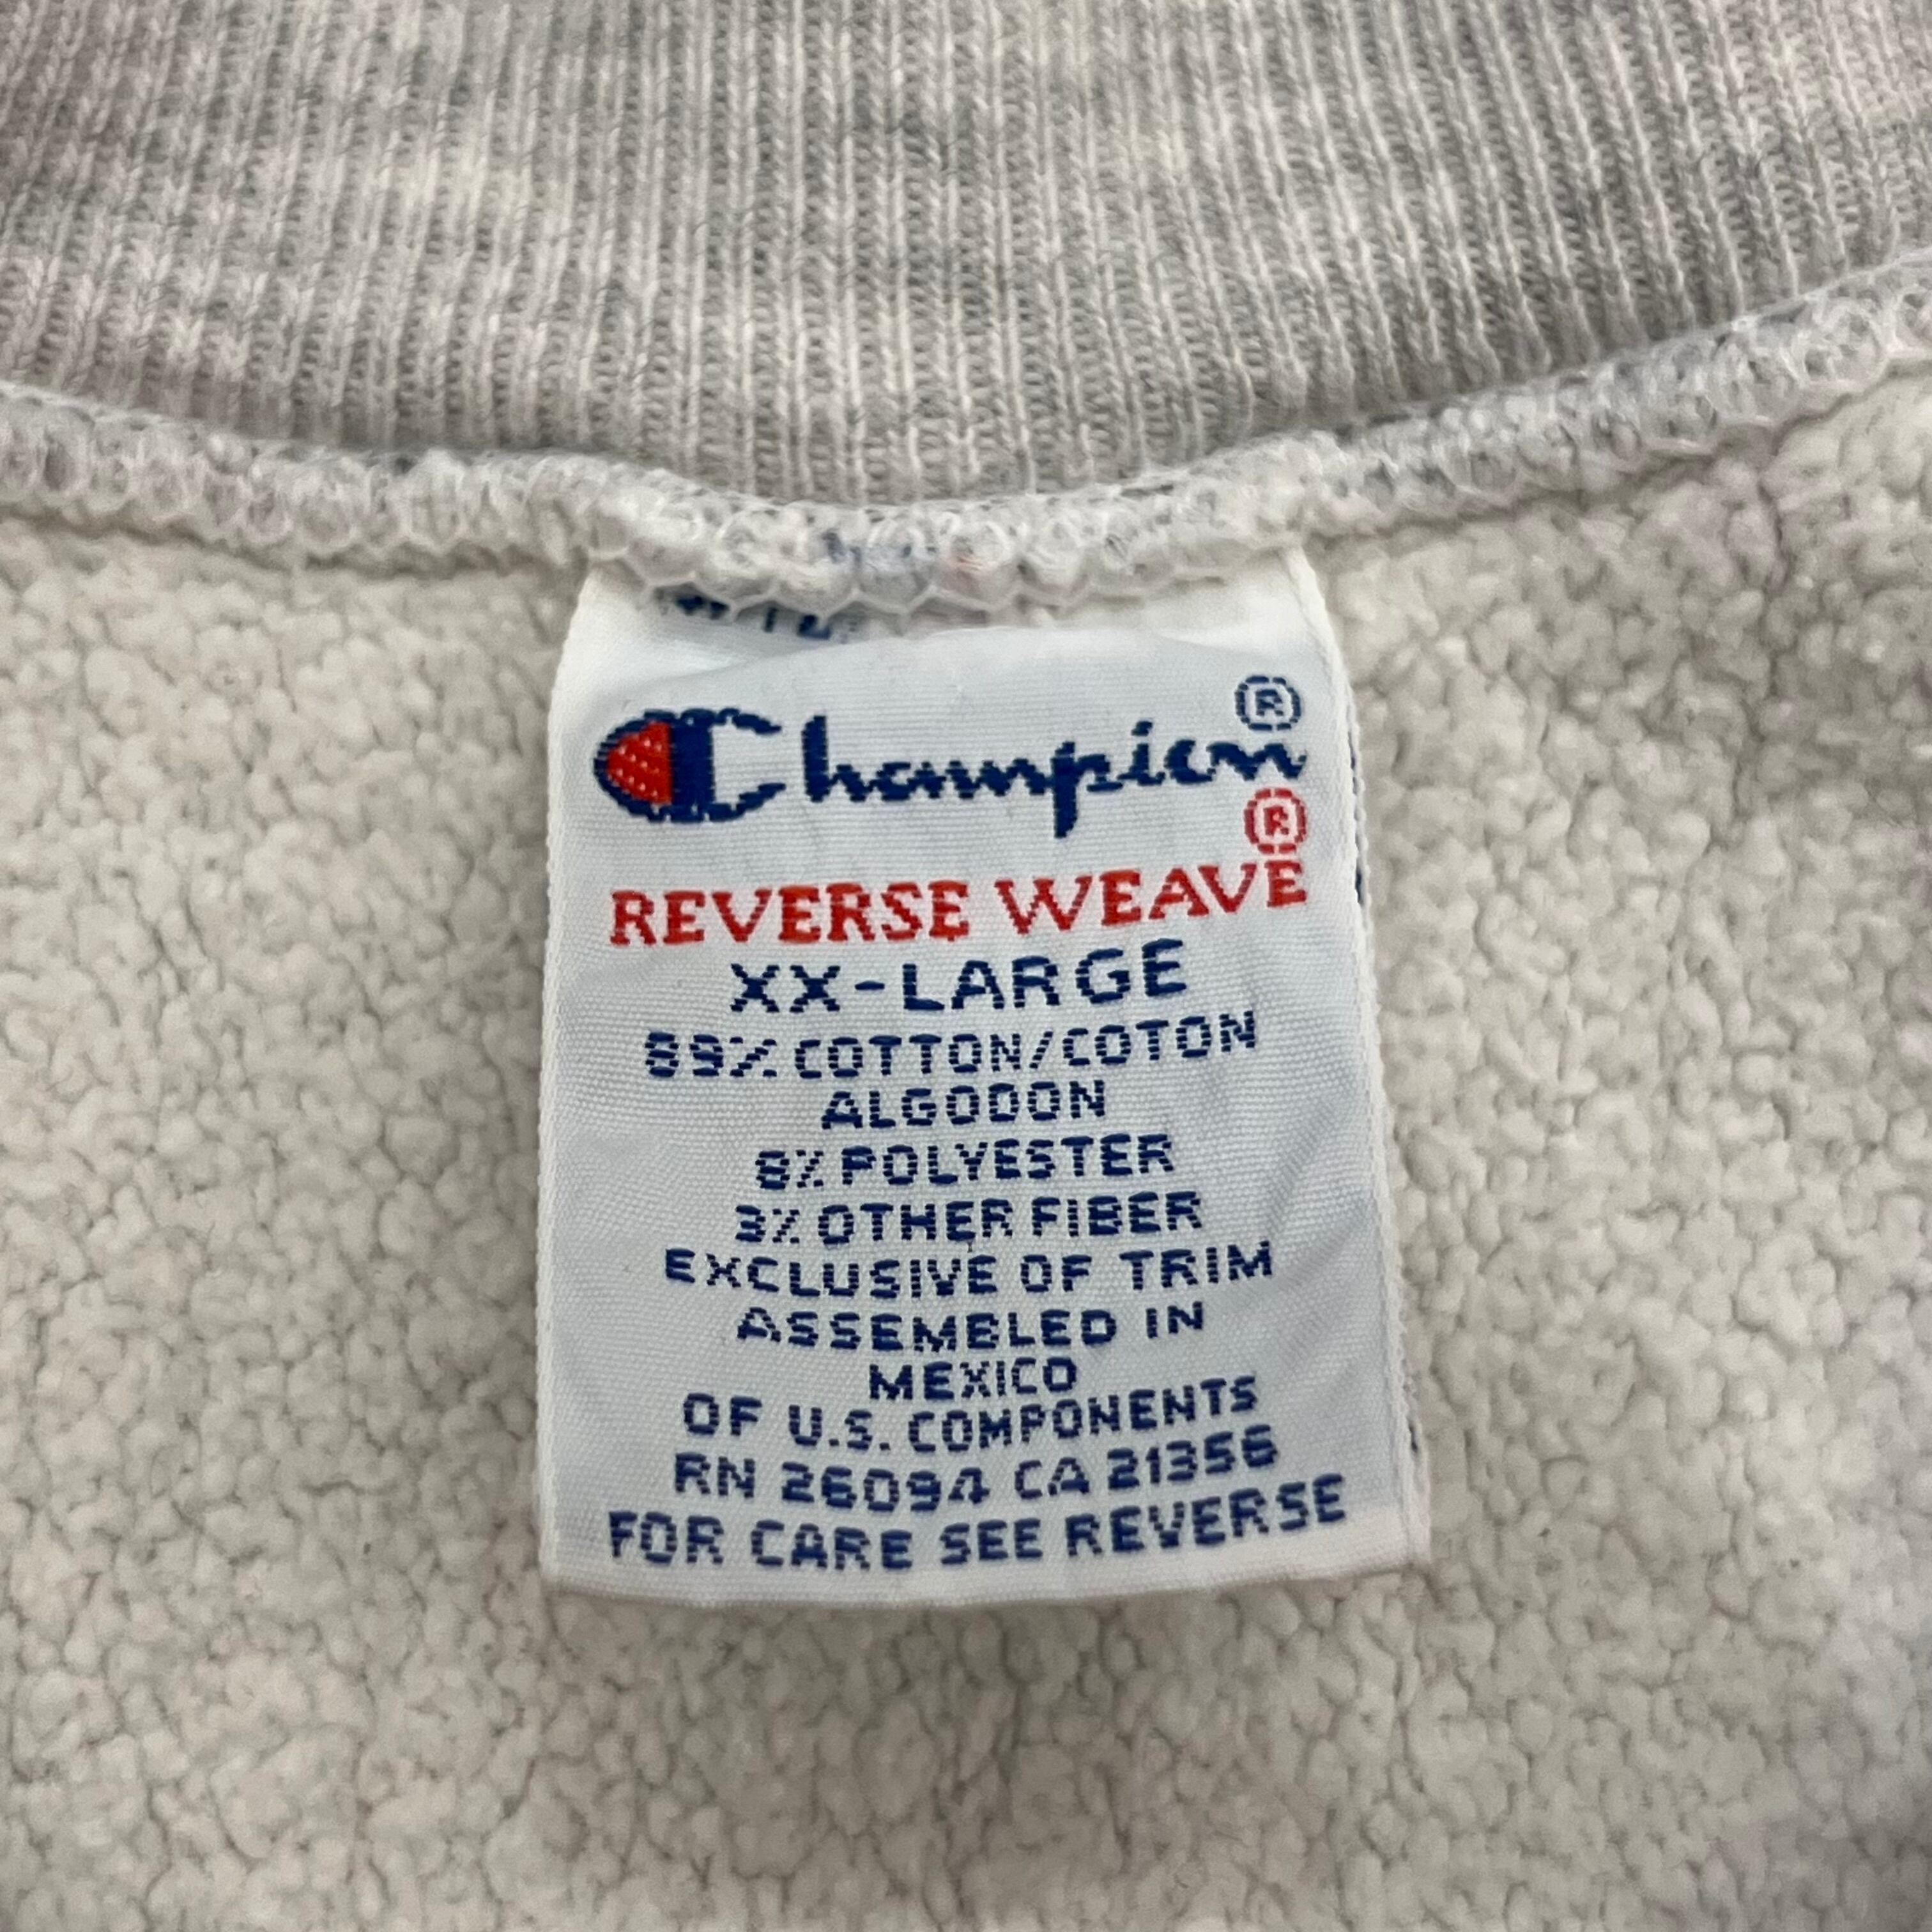 Champion®
REVERSE WEAVE®
XX-LARGE
89% COTTON/COTON
ALGODON
8% POLYESTER
3% OTHER FIBER
EXCLUSIVE OF TRIM
ASSEMBLED IN
MEXICO
OF U.S. COMPONENTS
RN 26094 CA 21356
FOR CARE SEE REVERSE